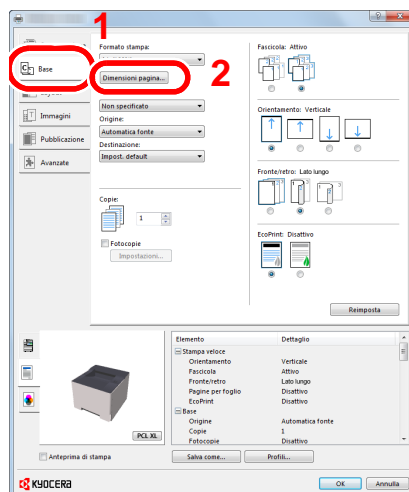 1
Formato stampa:
Fascicola: Attivo
Base
Dimensioni pagina...
2
Non specificato
Orientamento: Verticale
Immagini
Origine:
Automatica fonte
Pubblicazione
Destinazione:
Impost. default
Avanzate
Fronte/retro: Lato lungo
Copie:
1
EcoPrint: Disattivo
Fotocopie
Impostazioni...
Reimposta
Elemento Dettaglio
Stampa veloce
Orientamento Verticale
Fascicola Attivo
Fronte/retro Lato lungo
Pagine per foglio Disattivo
EcoPrint Disattivo
Base
Origine Automatica fonte
PCL XL
Copie 1
Fotocopie Disattivo
Anteprima di stampa
Salva come... Profili...
KYOCERA
OK Annulla